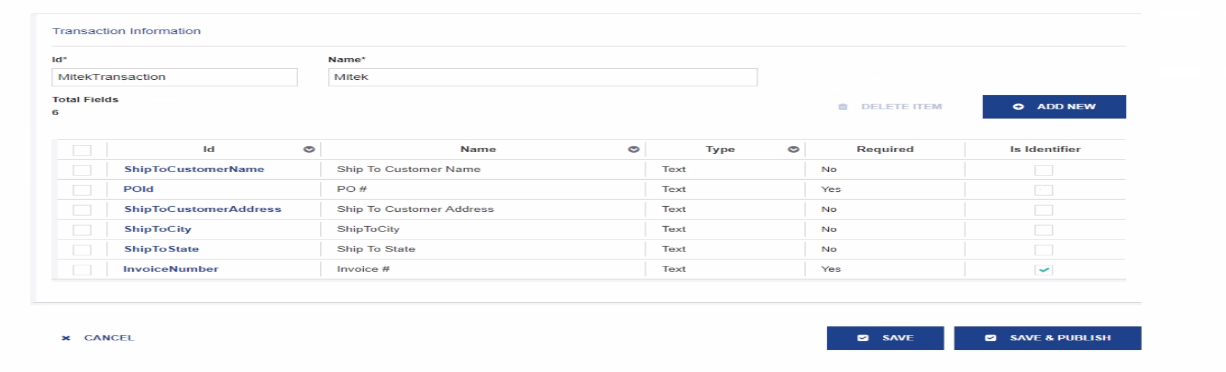 Transaction Information
Id* Name*
MitekTransaction Mitek
Total Fields
6
DELETE ITEM ADD NEW
Id Name Type Required Is Identifier
ShipToCustomerName Ship To Customer Name Text No
POId PO # Text Yes
ShipToCustomerAddress Ship To Customer Address Text No
ShipToCity ShipToCity Text No
ShipToState Ship To State Text No
InvoiceNumber Invoice # Text Yes
CANCEL SAVE SAVE & PUBLISH